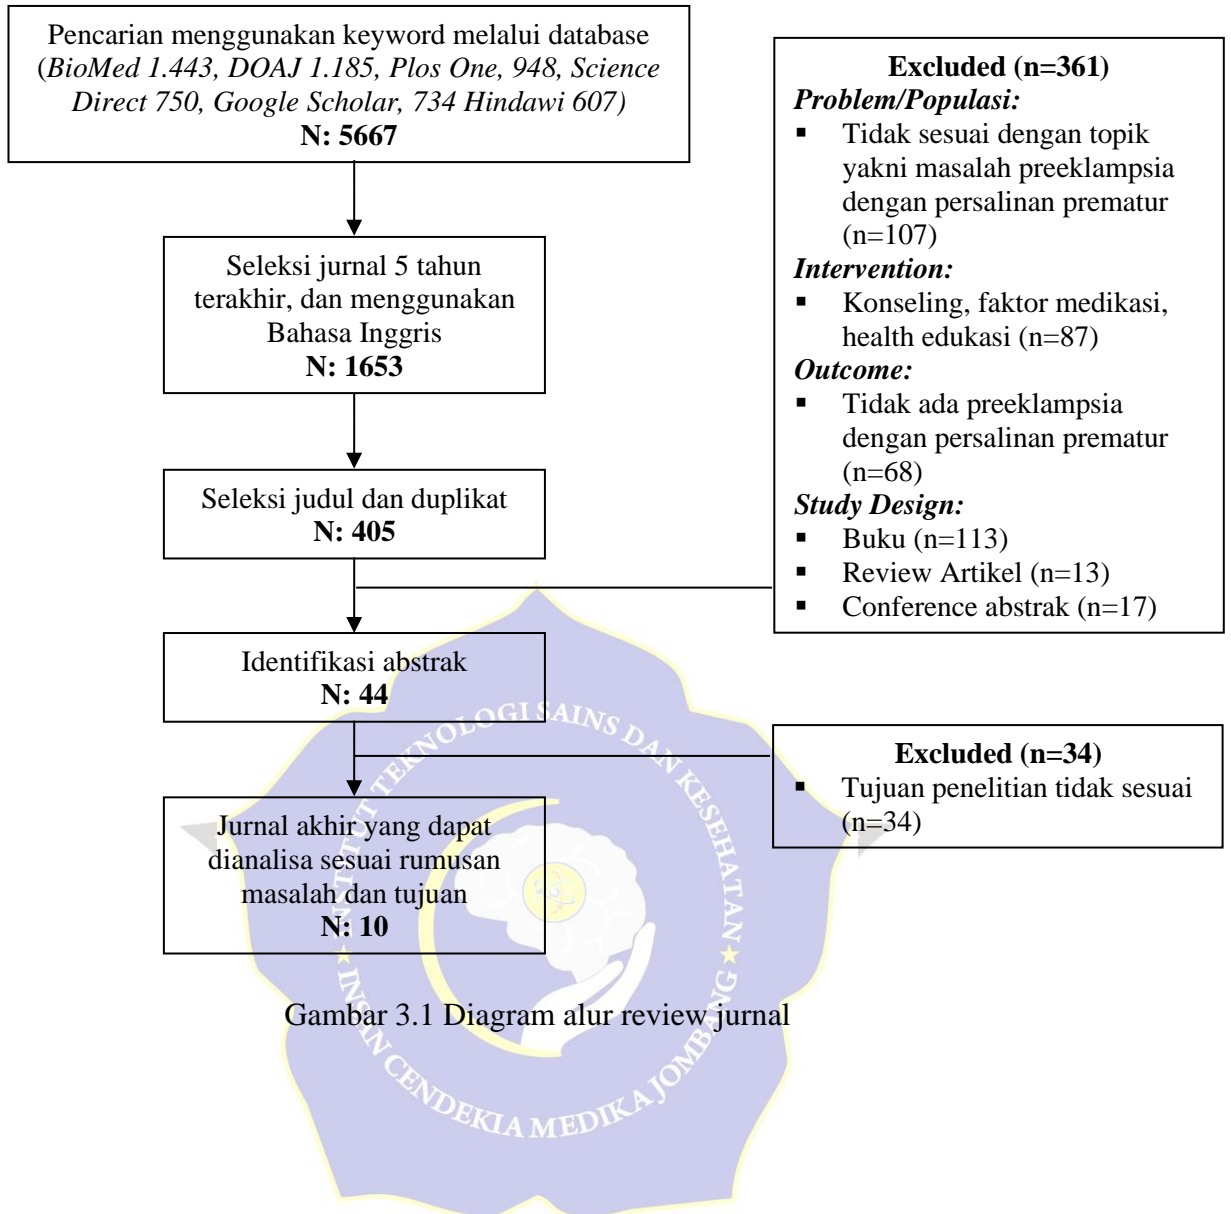 Pencarian menggunakan keyword melalui database
(BioMed 1.443, DOAJ 1.185, Plos One, 948, Science
Direct 750, Google Scholar, 734 Hindawi 607)
N: 5667
Seleksi jurnal 5 tahun
terakhir, dan menggunakan
Bahasa Inggris
N: 1653
Seleksi judul dan duplikat
N: 405
Excluded (n=361)
Problem/Populasi:
▪ Tidak sesuai dengan topik
yakni masalah preeklampsia
dengan persalinan prematur
(n=107)
Intervention:
▪ Konseling, faktor medikasi,
health edukasi (n=87)
Outcome:
▪ Tidak ada preeklampsia
dengan persalinan prematur
(n=68)
Study Design:
▪ Buku (n=113)
▪ Review Artikel (n=13)
▪ Conference abstrak (n=17)
Identifikasi abstrak
N: 44
Excluded (n=34)
▪ Tujuan penelitian tidak sesuai
(n=34)
Jurnal akhir yang dapat
dianalisa sesuai rumusan
masalah dan tujuan
N: 10
Gambar 3.1 Diagram alur review jurnal
INSTITUT TEKNOLOGI SAINS DAN KESEHATAN
INSAN CENDEKIA MEDIKA JOMBANG